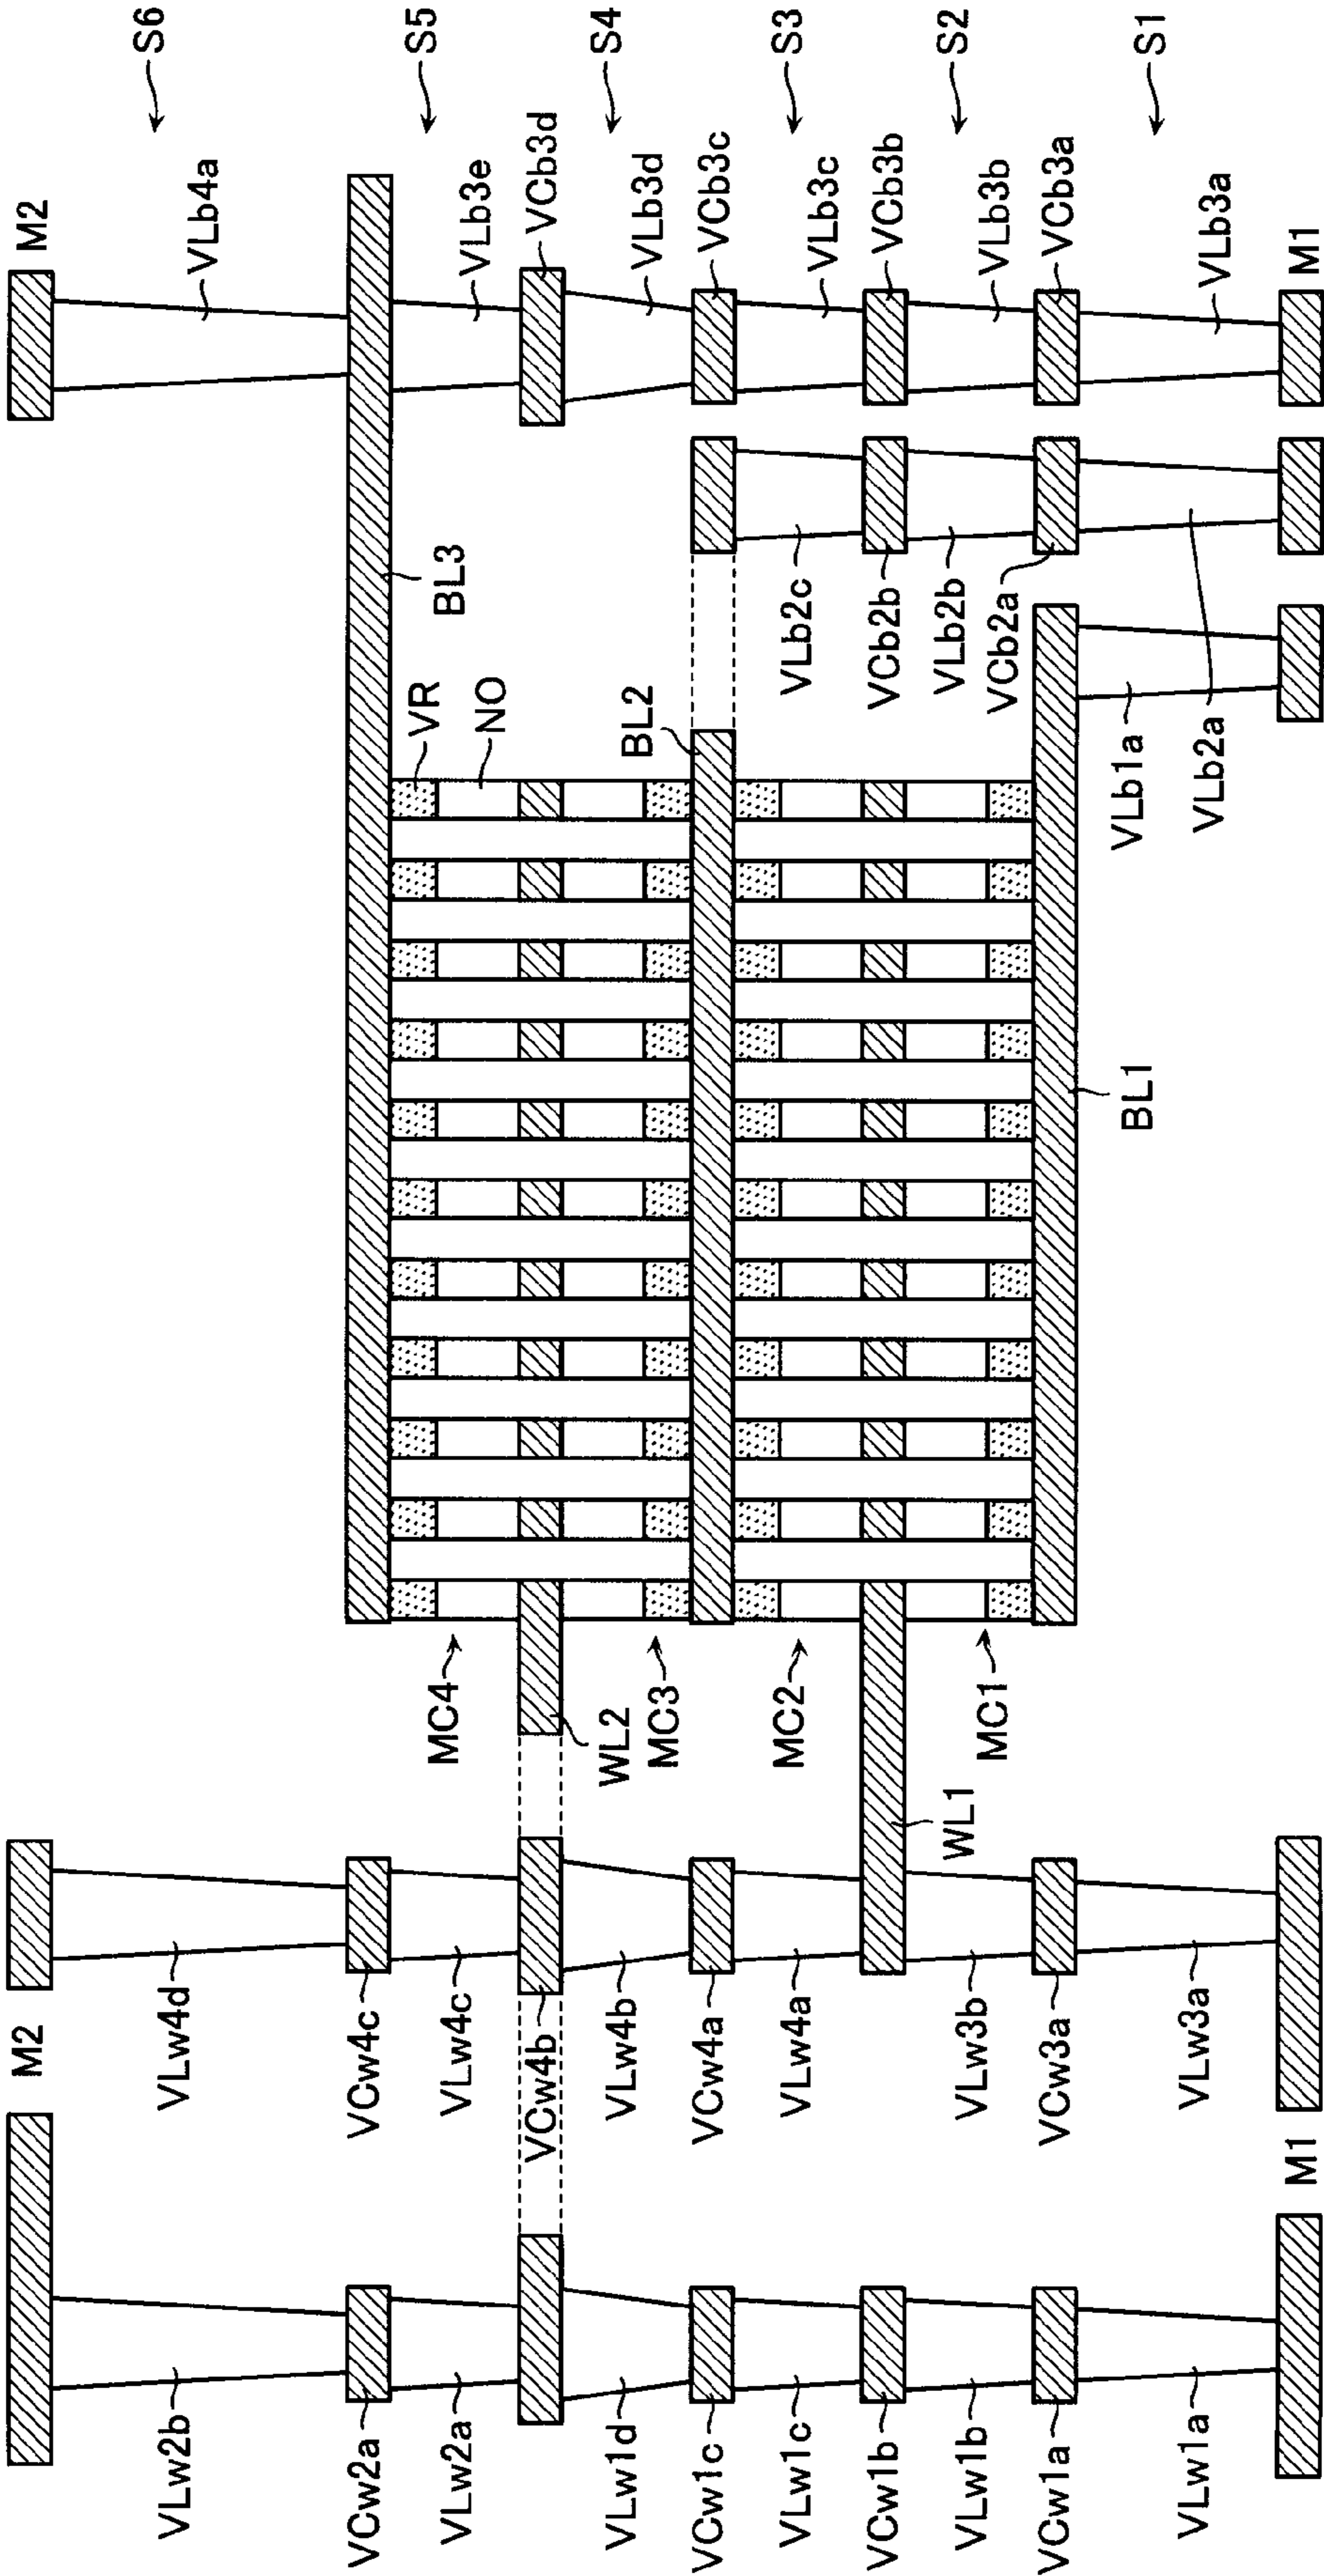 M2
M2
S6
VLw2b
VLw4d
VLb4a
VCw2a
VCw4c
BL3
S5
VLw2a
VLw4c
MC4
VR
NO
VLb3e
VCw4b
WL2
VCb3d
S4
VLw1d
VLw4b
MC3
BL2
VLb3d
VCw1c
VCw4a
VCb3c
S3
VLw1c
VLw4a
MC2
VLb2c
VLb3c
VCw1b
WL1
VCb2b
VCb3b
S2
VLw1b
VLw3b
MC1
VLb2b
VLb3b
VCw1a
VCw3a
BL1
VCb2a
VCb3a
S1
VLw1a
VLw3a
VLb1a
VLb2a
VLb3a
M1
M1